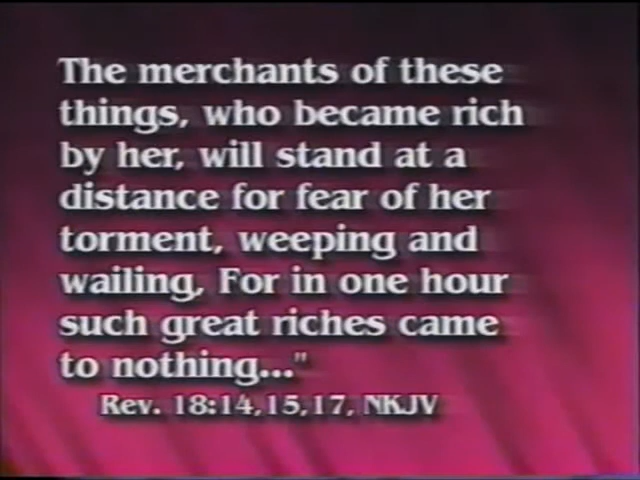 The merchants of these
things, who became rich
by her, will stand at a
distance for fear of her
torment, weeping and
wailing, For in one hour
such great riches came
to nothing..."
Rev. 18:14,15,17, NKJV